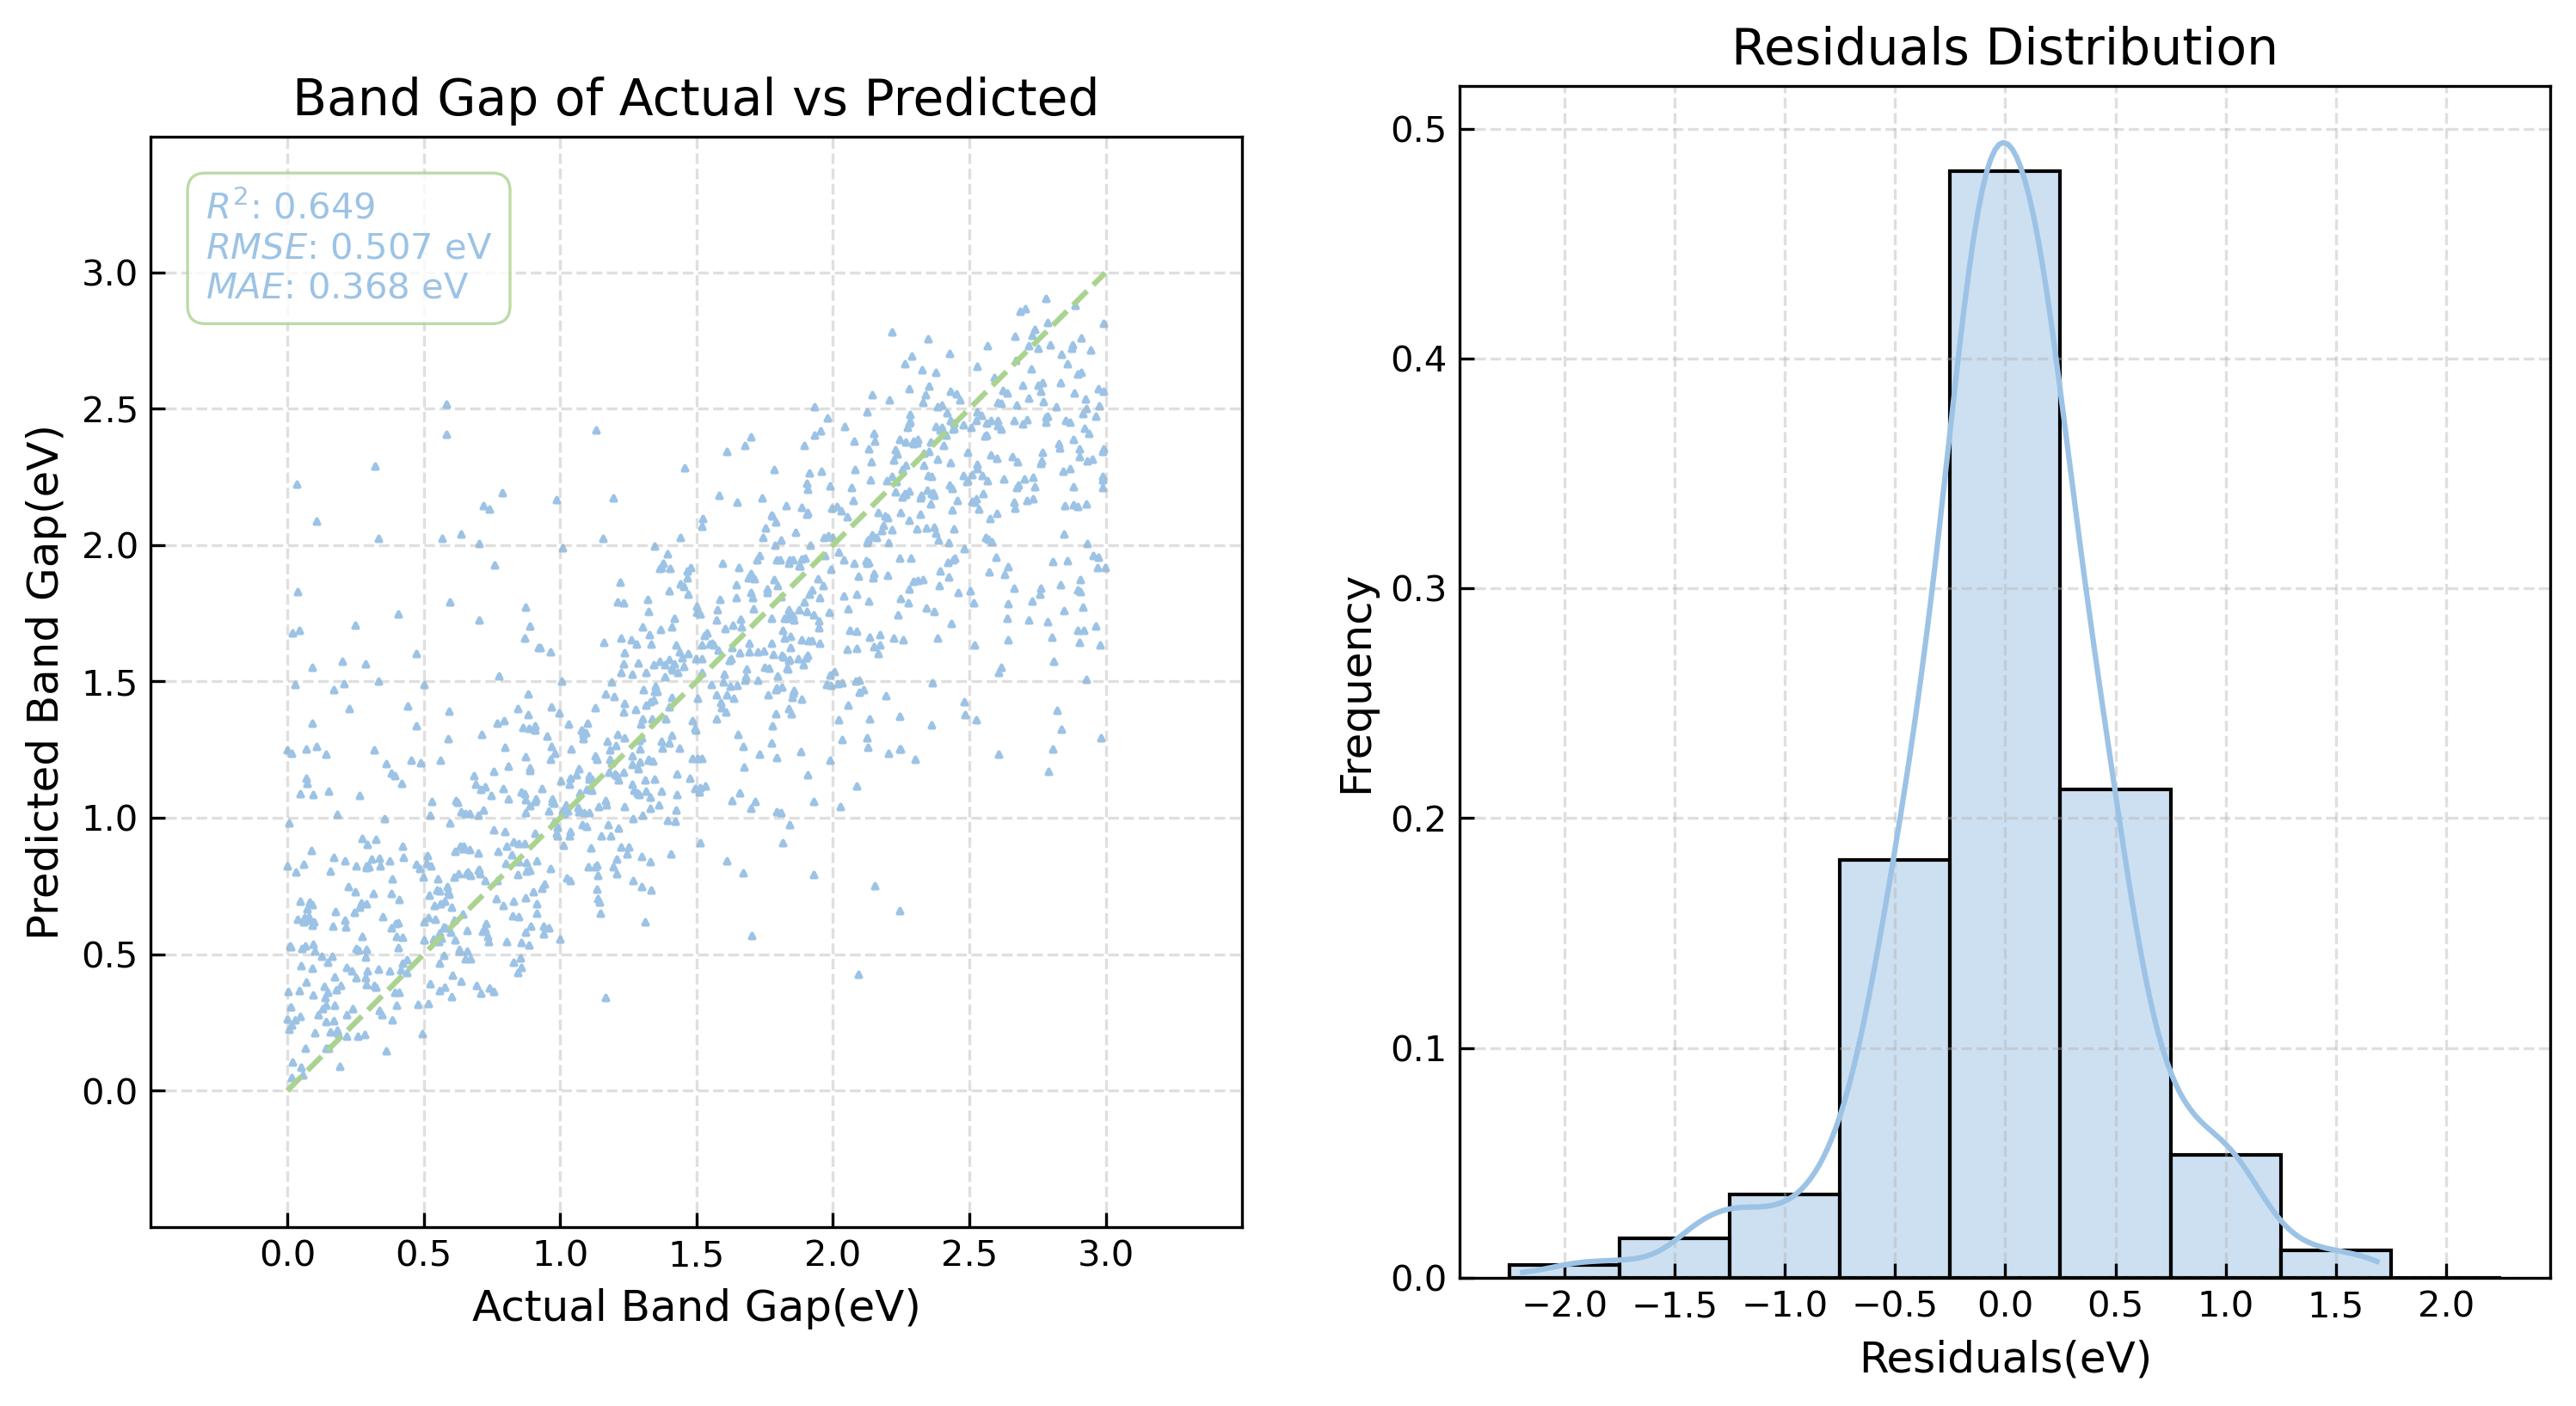 Band Gap of Actual vs Predicted
R²: 0.649
RMSE: 0.507 eV
MAE: 0.368 eV
Predicted Band Gap(eV)
3.0
2.5
2.0
1.5
1.0
0.5
0.0
0.0 0.5 1.0 1.5 2.0 2.5 3.0
Actual Band Gap(eV)
Residuals Distribution
Frequency
0.5
0.4
0.3
0.2
0.1
0.0
−2.0 −1.5 −1.0 −0.5 0.0 0.5 1.0 1.5 2.0
Residuals(eV)